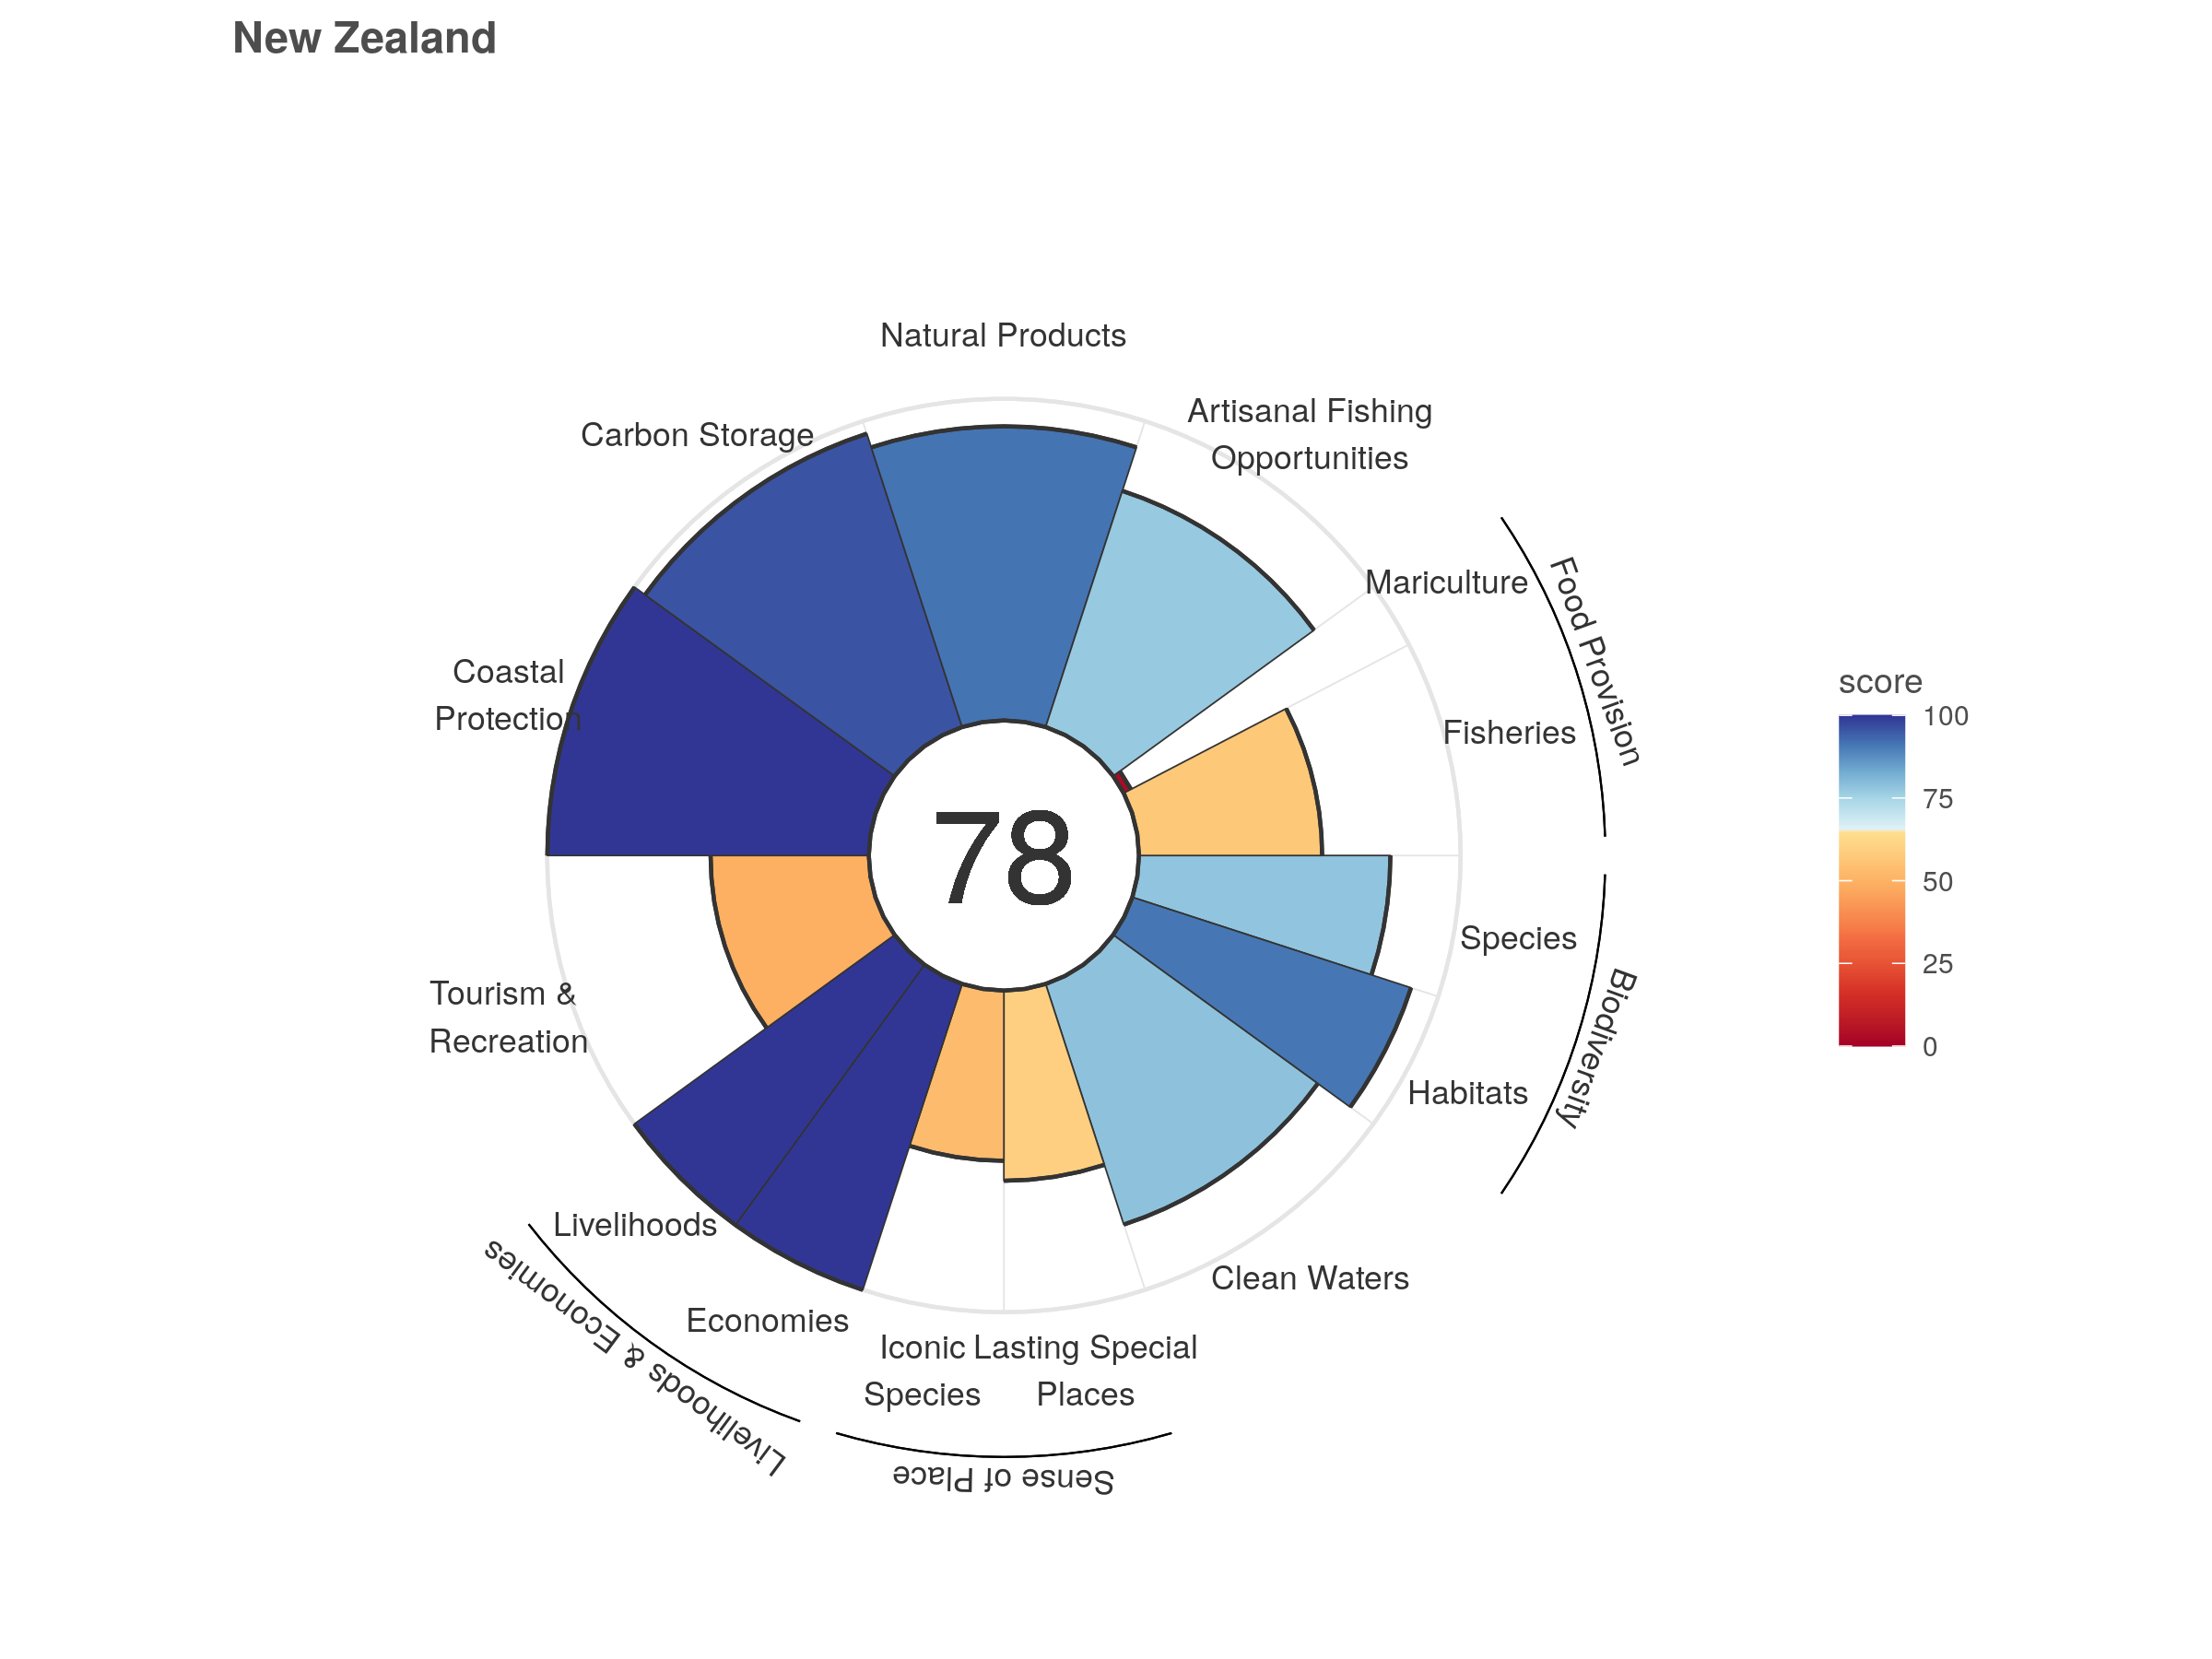 New Zealand
Natural Products
Artisanal Fishing
Opportunities
Carbon Storage
Mariculture
Food Provision
Fisheries
Coastal
Protection
score
100
75
50
25
0
78
Species
Biodiversity
Tourism &
Recreation
Habitats
Livelihoods
Clean Waters
Economies
Livelihoods & Economies
Iconic
Species
Lasting Special
Places
Sense of Place